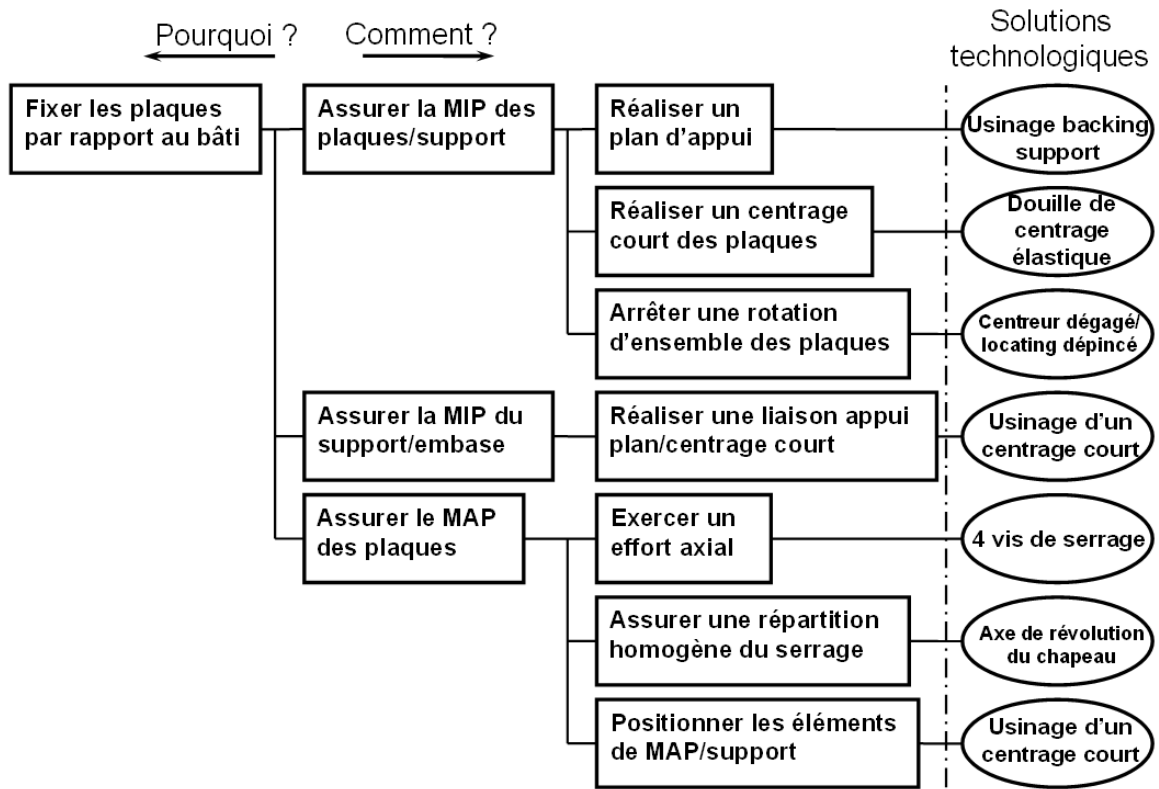 Pourquoi ?
Comment ?
Solutions
technologiques
Fixer les plaques
par rapport au bâti
Assurer la MIP des
plaques/support
Réaliser un
plan d'appui
Usinage backing
support
Réaliser un centrage
court des plaques
Douille de
centrage
élastique
Arrêter une rotation
d'ensemble des plaques
Centreur dégagé/
locating dépincé
Assurer la MIP du
support/embase
Réaliser une liaison appui
plan/centrage court
Usinage d'un
centrage court
Assurer le MAP
des plaques
Exercer un
effort axial
4 vis de serrage
Assurer une répartition
homogène du serrage
Axe de révolution
du chapeau
Positionner les éléments
de MAP/support
Usinage d'un
centrage court